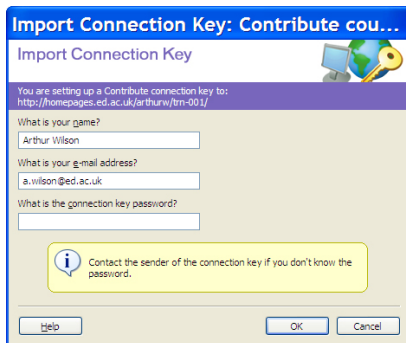 Import Connection Key: Contribute cou...
Import Connection Key
You are setting up a Contribute connection key to:
http://homepages.ed.ac.uk/arthurw/trn-001/
What is your name?
Arthur Wilson
What is your e-mail address?
a.wilson@ed.ac.uk
What is the connection key password?
Contact the sender of the connection key if you don't know the
password.
Help
OK
Cancel